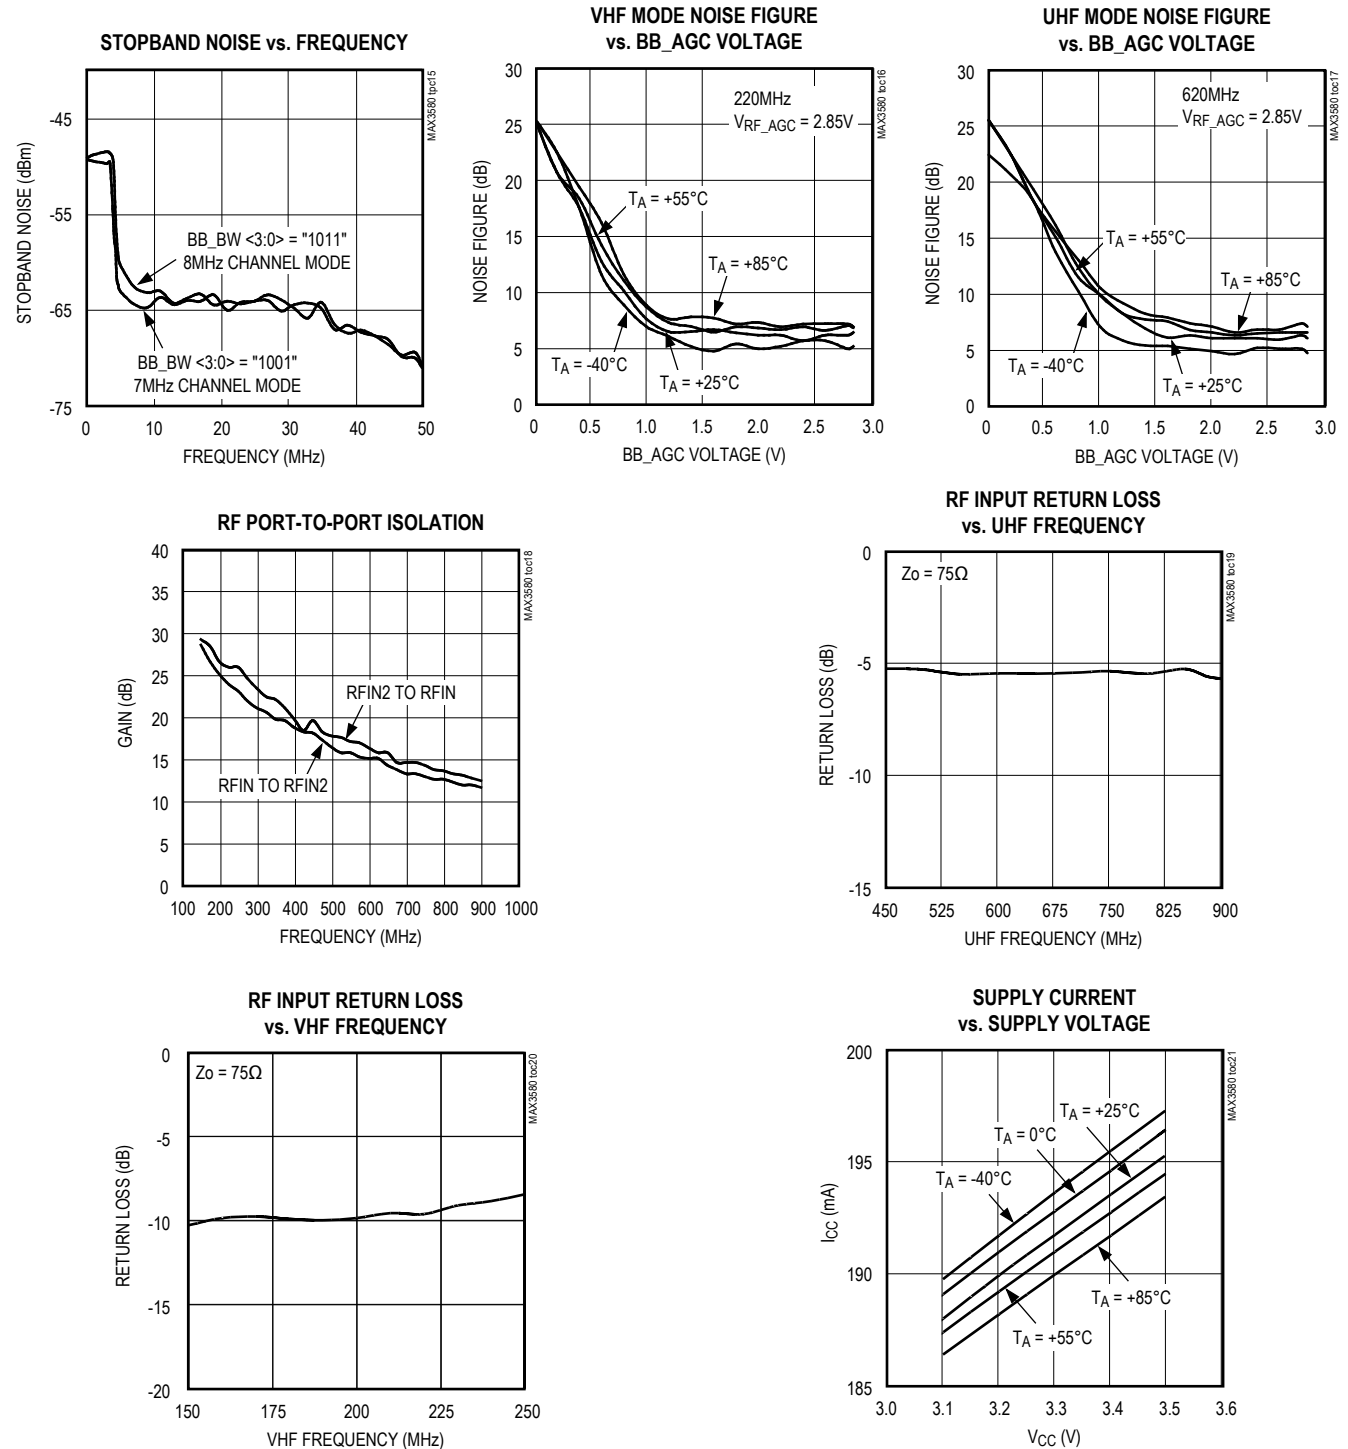 STOPBAND NOISE vs. FREQUENCY
MAX3580 toc15
STOPBAND NOISE (dBm)
-45
-55
-65
-75
BB_BW <3:0> = "1011"
8MHz CHANNEL MODE
BB_BW <3:0> = "1001"
7MHz CHANNEL MODE
0 10 20 30 40 50
FREQUENCY (MHz)
VHF MODE NOISE FIGURE
vs. BB_AGC VOLTAGE
MAX3580 toc16
NOISE FIGURE (dB)
30
25
20
15
10
5
0
220MHz
VRF_AGC = 2.85V
TA = +55°C
TA = +85°C
TA = -40°C
TA = +25°C
0 0.5 1.0 1.5 2.0 2.5 3.0
BB_AGC VOLTAGE (V)
UHF MODE NOISE FIGURE
vs. BB_AGC VOLTAGE
MAX3580 toc17
NOISE FIGURE (dB)
30
25
20
15
10
5
0
620MHz
VRF_AGC = 2.85V
TA = +55°C
TA = +85°C
TA = -40°C
TA = +25°C
0 0.5 1.0 1.5 2.0 2.5 3.0
BB_AGC VOLTAGE (V)
RF PORT-TO-PORT ISOLATION
MAX3580 toc18
GAIN (dB)
40
35
30
25
20
15
10
5
0
RFIN2 TO RFIN
RFIN TO RFIN2
100 200 300 400 500 600 700 800 900 1000
FREQUENCY (MHz)
RF INPUT RETURN LOSS
vs. UHF FREQUENCY
MAX3580 toc19
RETURN LOSS (dB)
0
-5
-10
-15
Zo = 75Ω
450 525 600 675 750 825 900
UHF FREQUENCY (MHz)
RF INPUT RETURN LOSS
vs. VHF FREQUENCY
MAX3580 toc20
RETURN LOSS (dB)
0
-5
-10
-15
-20
Zo = 75Ω
150 175 200 225 250
VHF FREQUENCY (MHz)
SUPPLY CURRENT
vs. SUPPLY VOLTAGE
MAX3580 toc21
ICC (mA)
200
195
190
185
TA = +25°C
TA = 0°C
TA = -40°C
TA = +85°C
TA = +55°C
3.0 3.1 3.2 3.3 3.4 3.5 3.6
VCC (V)